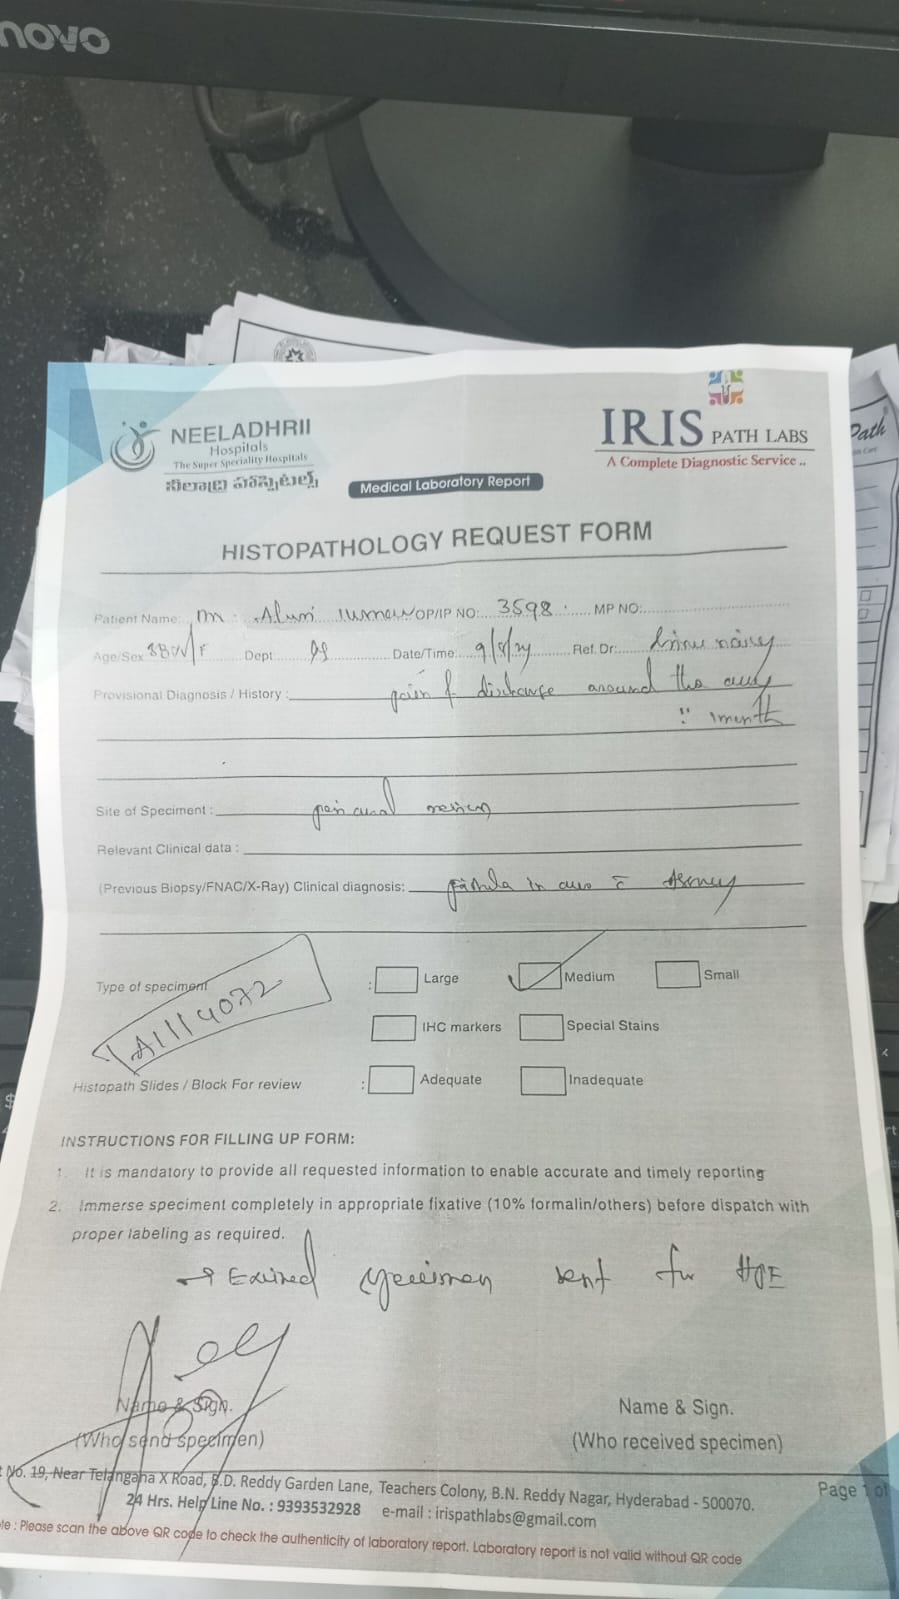 novo
NEELADHRII
Hospitals
The Super Speciality Hospitals
IRIS PATH LABS
A Complete Diagnostic Service..
Path
Medical Laboratory Report
HISTOPATHOLOGY REQUEST FORM
Patient Name: OP/IP NO: 3598 MP NO:
Age/Sex Dept Date/Time: 9/8/24 Ref. Dr:
Provisional Diagnosis / History : pain & discharge around the
1 month
Site of Speciment :
Relevant Clinical data :
(Previous Biopsy/FNAC/X-Ray) Clinical diagnosis: in
Type of speciment : Large Medium Small
A1114072
IHC markers Special Stains
Histopath Slides / Block For review : Adequate Inadequate
INSTRUCTIONS FOR FILLING UP FORM:
1. It is mandatory to provide all requested information to enable accurate and timely reporting
2. Immerse speciment completely in appropriate fixative (10% formalin/others) before dispatch with
proper labeling as required.
→ Excised specimen sent for HPE
Name & Sign. Name & Sign.
(Who send specimen) (Who received specimen)
No. 19, Near Telangana X Road, B.D. Reddy Garden Lane, Teachers Colony, B.N. Reddy Nagar, Hyderabad - 500070.
Page 1 of
24 Hrs. Help Line No. : 9393532928 e-mail : irispathlabs@gmail.com
: Please scan the above QR code to check the authenticity of laboratory report. Laboratory report is not valid without QR code